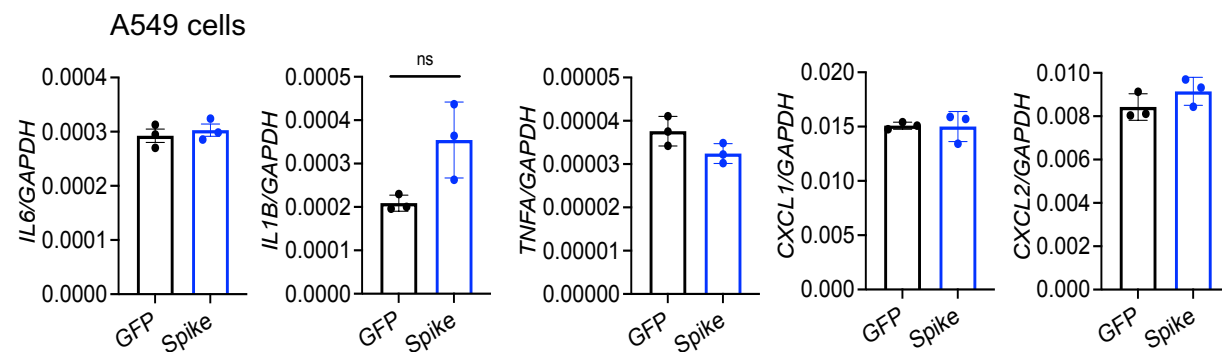 A549 cells
IL6/GAPDH
0.0004
0.0003
0.0002
0.0001
0.0000
GFP
Spike
ns
IL1B/GAPDH
0.0005
0.0004
0.0003
0.0002
0.0001
0.0000
GFP
Spike
TNFA/GAPDH
0.00005
0.00004
0.00003
0.00002
0.00001
0.00000
GFP
Spike
CXCL1/GAPDH
0.020
0.015
0.010
0.005
0.000
GFP
Spike
CXCL2/GAPDH
0.010
0.008
0.006
0.004
0.002
0.000
GFP
Spike